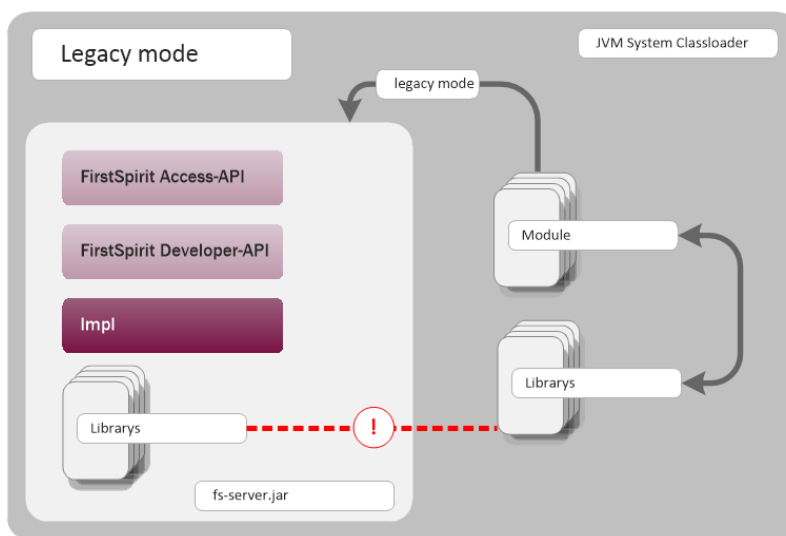 Legacy mode
JVM System Classloader
legacy mode
FirstSpirit Access-API
FirstSpirit Developer-API
Impl
Librarys
fs-server.jar
Module
Librarys
!